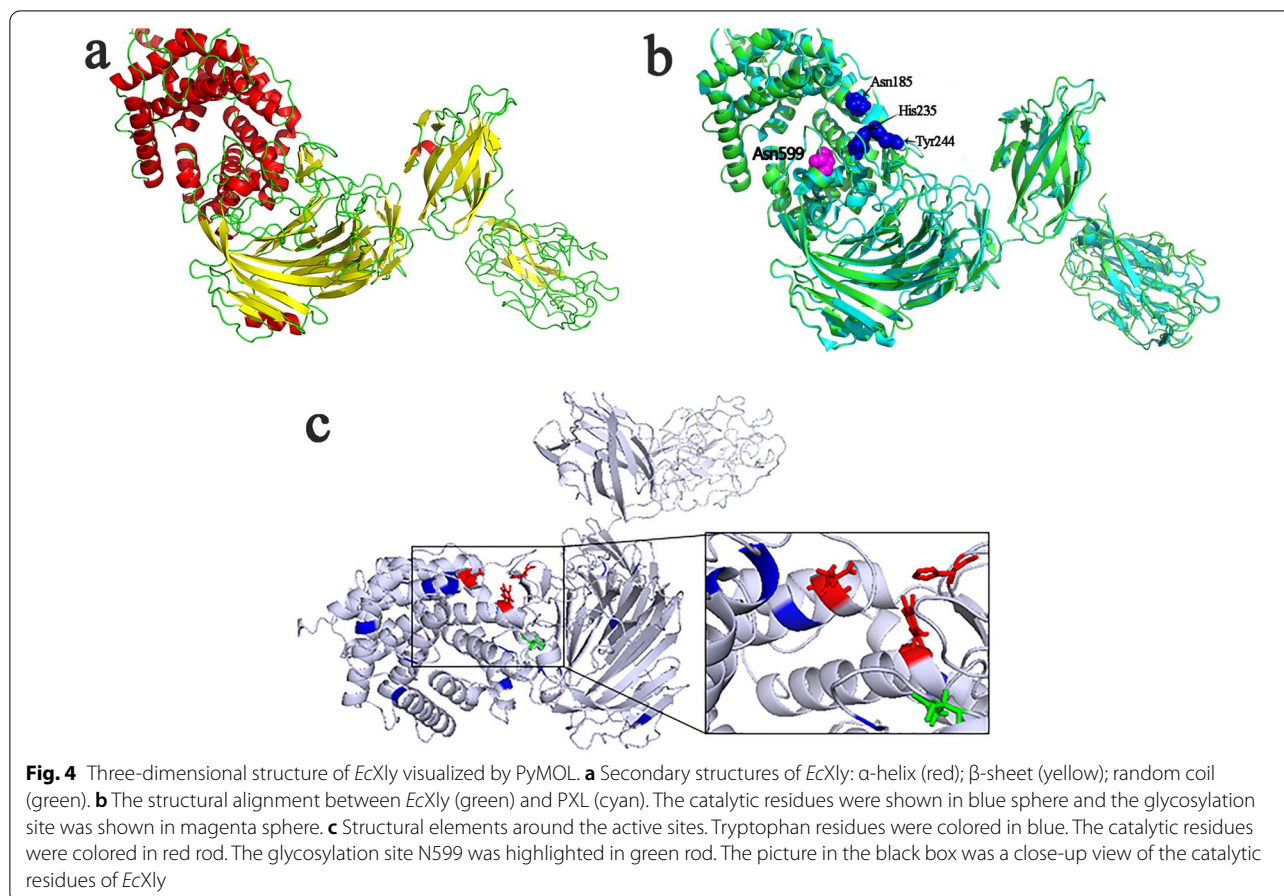 a
b
Asn185
His235
Tyr244
Asn599
c
Fig. 4 Three-dimensional structure of EcXly visualized by PyMOL. a Secondary structures of EcXly: α-helix (red); β-sheet (yellow); random coil
(green). b The structural alignment between EcXly (green) and PXL (cyan). The catalytic residues were shown in blue sphere and the glycosylation
site was shown in magenta sphere. c Structural elements around the active sites. Tryptophan residues were colored in blue. The catalytic residues
were colored in red rod. The glycosylation site N599 was highlighted in green rod. The picture in the black box was a close-up view of the catalytic
residues of EcXly